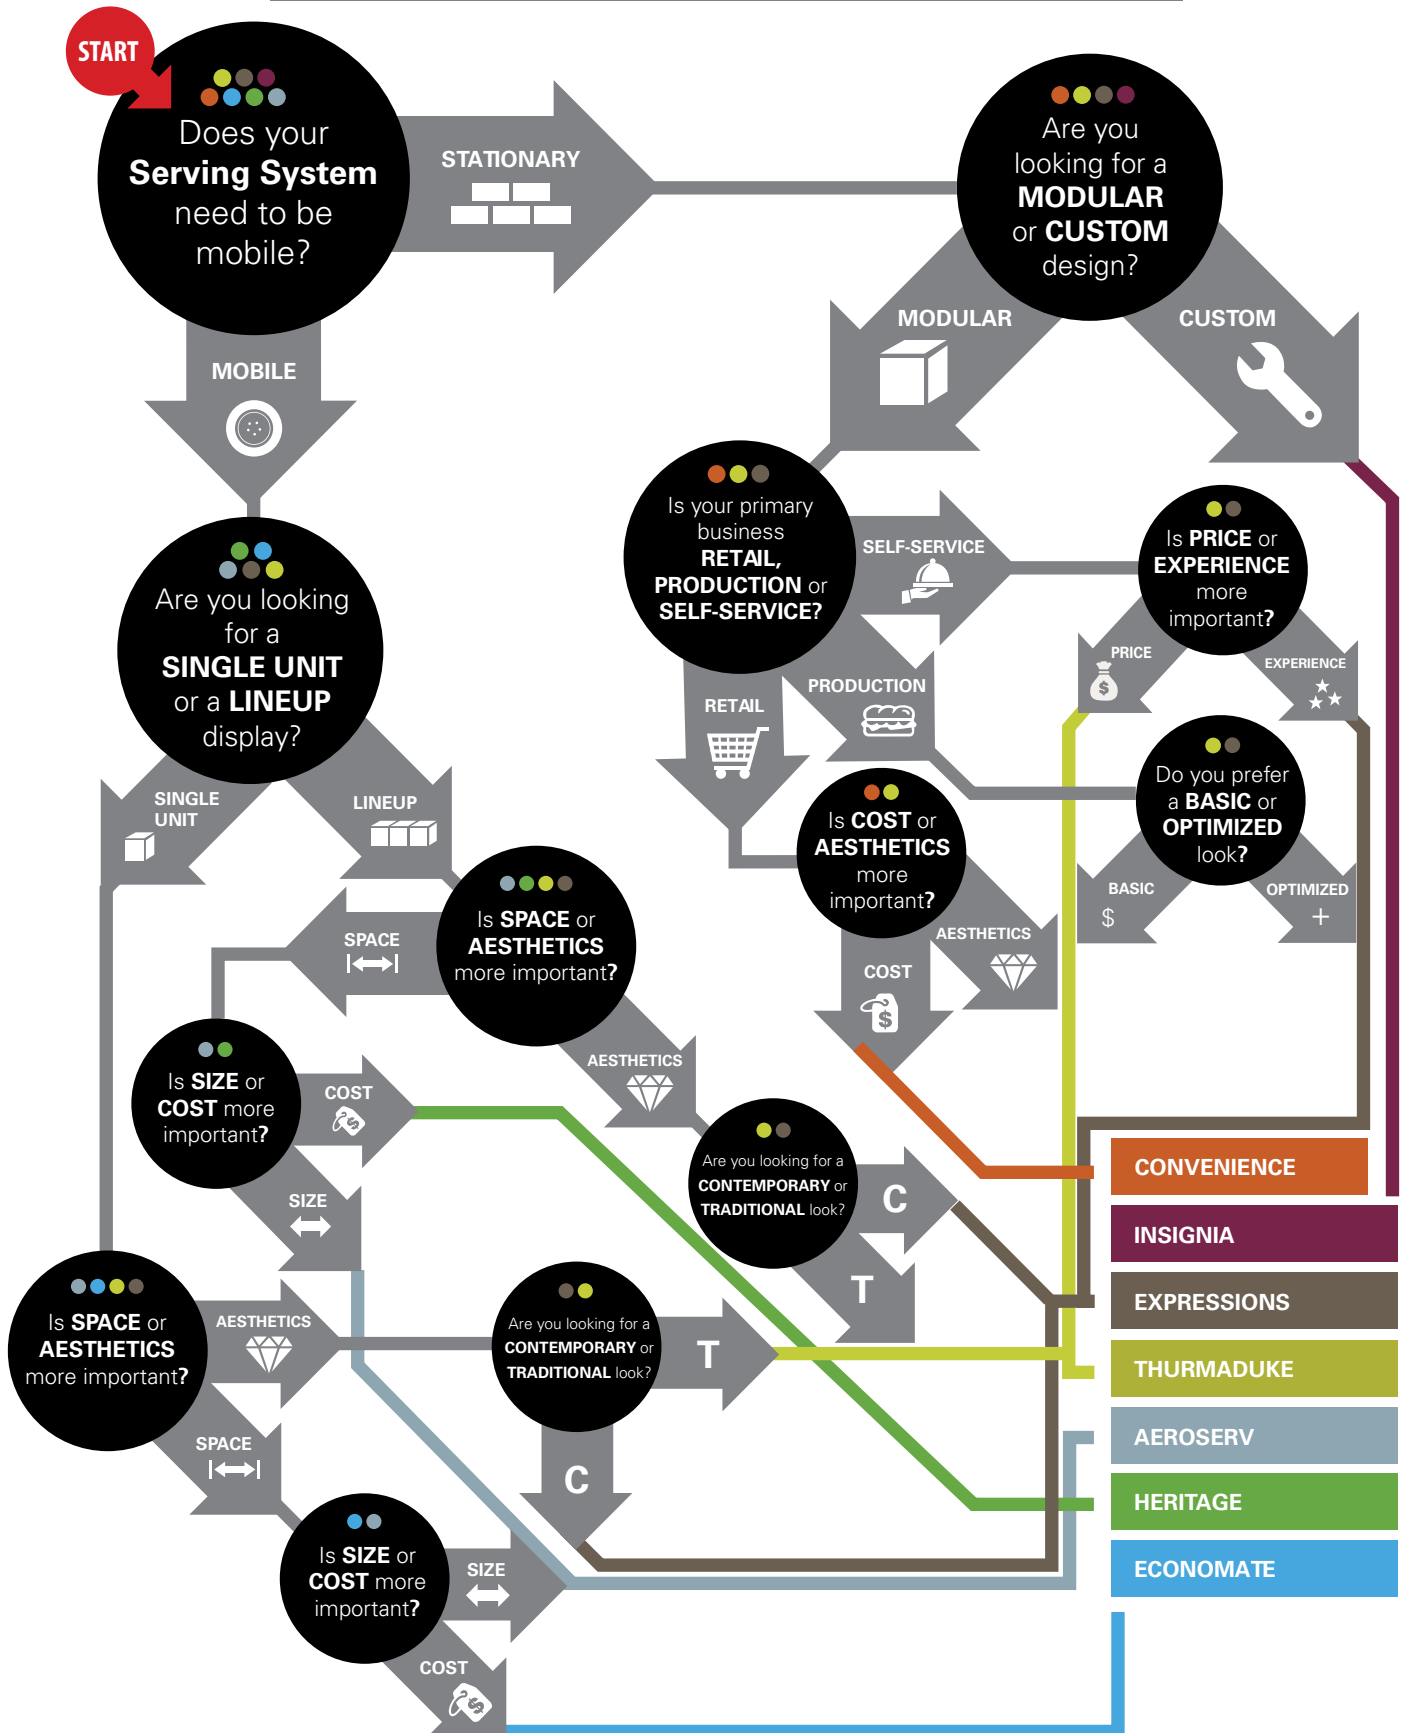 START
Does your
Serving System
need to be
mobile?
STATIONARY
MOBILE
Are you
looking for a
MODULAR
or CUSTOM
design?
MODULAR
CUSTOM
Is your primary
business
RETAIL,
PRODUCTION or
SELF-SERVICE?
SELF-SERVICE
PRODUCTION
RETAIL
Is PRICE or
EXPERIENCE
more
important?
PRICE
$
EXPERIENCE
Do you prefer
a BASIC or
OPTIMIZED
look?
BASIC
$
OPTIMIZED
+
Is COST or
AESTHETICS
more
important?
COST
$
AESTHETICS
Are you looking
for a
SINGLE UNIT
or a LINEUP
display?
SINGLE
UNIT
LINEUP
Is SPACE or
AESTHETICS
more important?
SPACE
AESTHETICS
Is SIZE or
COST more
important?
COST
$
SIZE
Are you looking for a
CONTEMPORARY or
TRADITIONAL look?
C
T
Is SPACE or
AESTHETICS
more important?
AESTHETICS
SPACE
Are you looking for a
CONTEMPORARY or
TRADITIONAL look?
T
C
Is SIZE or
COST more
important?
SIZE
COST
$
CONVENIENCE
INSIGNIA
EXPRESSIONS
THURMADUKE
AEROSERV
HERITAGE
ECONOMATE